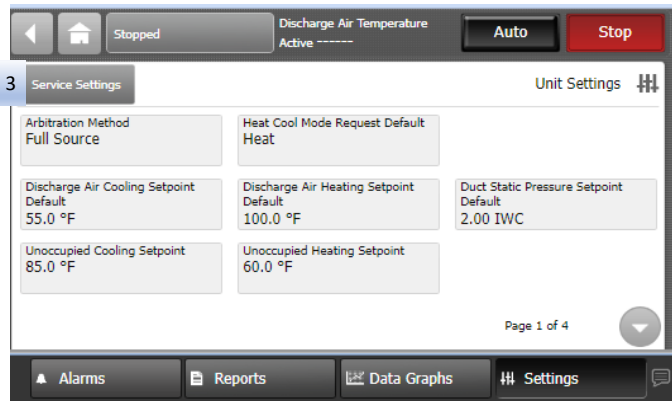 Stopped
Discharge Air Temperature
Active ------
Auto
Stop
3
Service Settings
Unit Settings
Arbitration Method
Full Source
Heat Cool Mode Request Default
Heat
Discharge Air Cooling Setpoint
Default
55.0 °F
Discharge Air Heating Setpoint
Default
100.0 °F
Duct Static Pressure Setpoint
Default
2.00 IWC
Unoccupied Cooling Setpoint
85.0 °F
Unoccupied Heating Setpoint
60.0 °F
Page 1 of 4
Alarms
Reports
Data Graphs
Settings